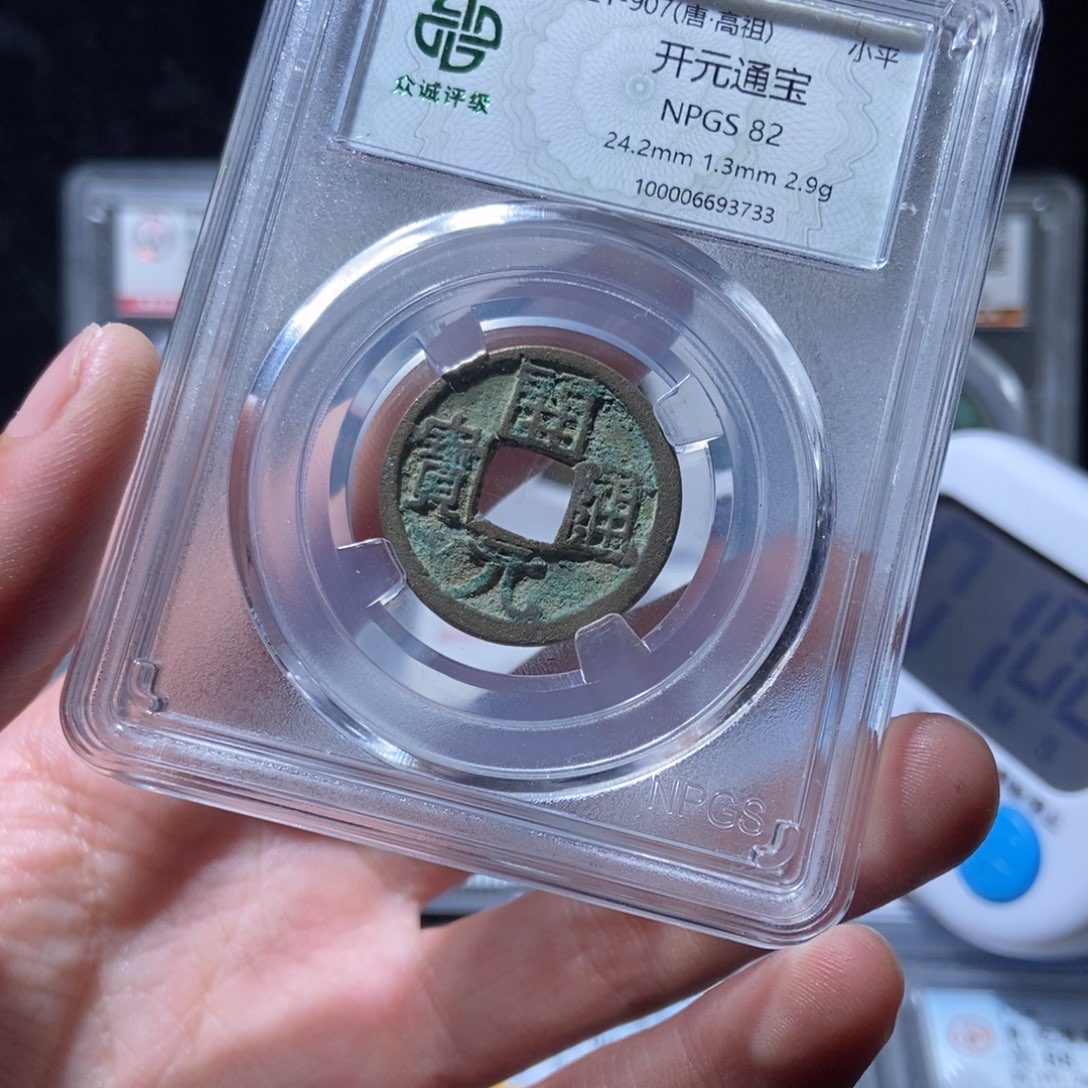 -907(唐·高祖)
小平
众诚评级
开元通宝
NPGS 82
24.2mm 1.3mm 2.9g
100006693733
開
寶 通
元
NPGS